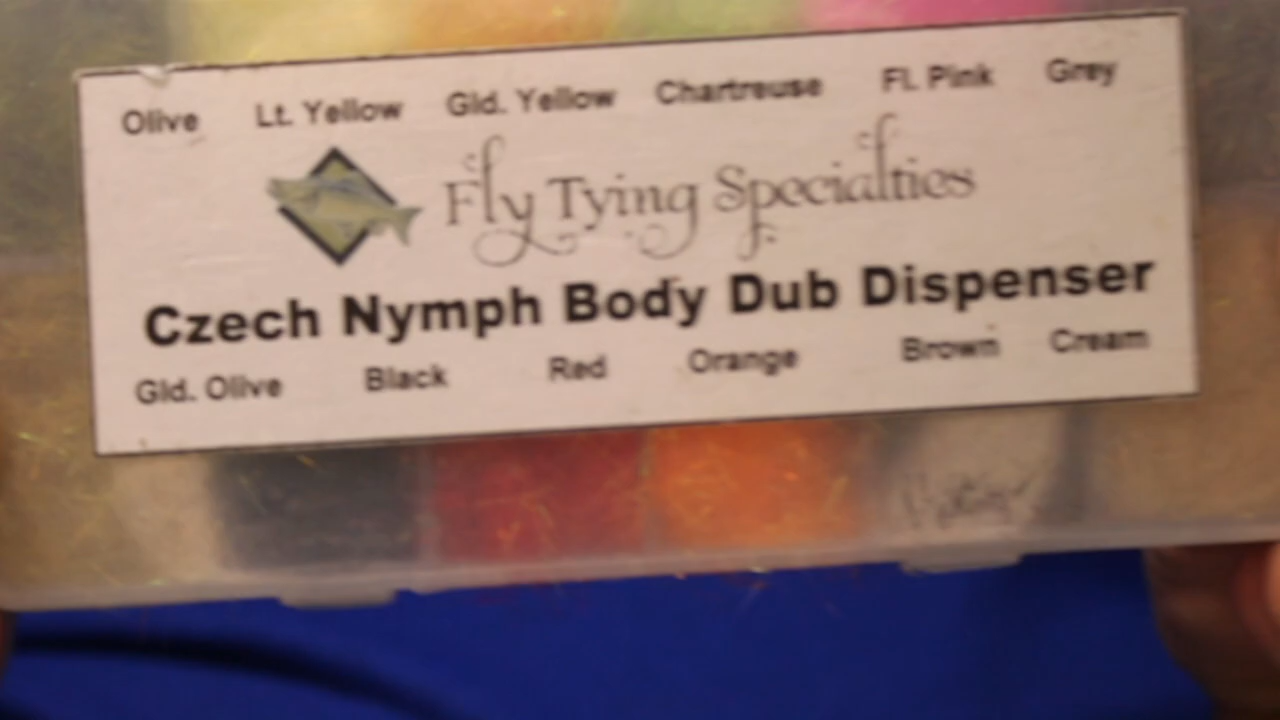 Olive Lt. Yellow Gld. Yellow Chartreuse Fl. Pink Grey
Fly Tying Specialties
Czech Nymph Body Dub Dispenser
Gld. Olive Black Red Orange Brown Cream